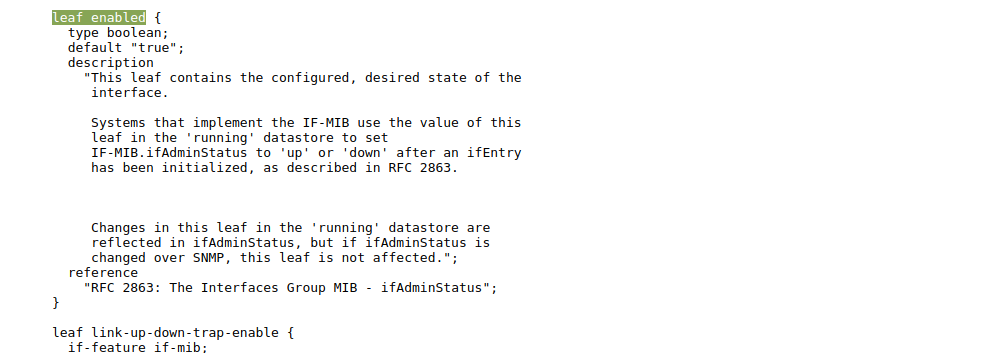 leaf enabled {
type boolean;
default "true";
description
"This leaf contains the configured, desired state of the
interface.
Systems that implement the IF-MIB use the value of this
leaf in the 'running' datastore to set
IF-MIB.ifAdminStatus to 'up' or 'down' after an ifEntry
has been initialized, as described in RFC 2863.
Changes in this leaf in the 'running' datastore are
reflected in ifAdminStatus, but if ifAdminStatus is
changed over SNMP, this leaf is not affected.";
reference
"RFC 2863: The Interfaces Group MIB - ifAdminStatus";
}
leaf link-up-down-trap-enable {
if-feature if-mib;